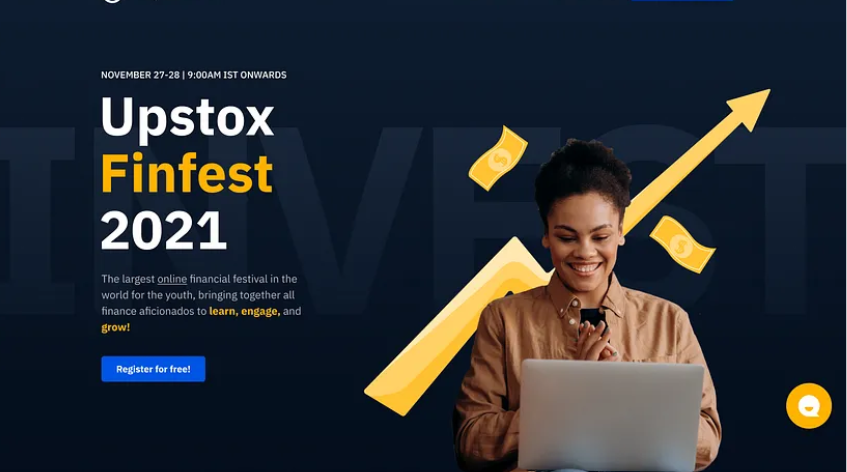 NOVEMBER 27-28 | 9:00AM IST ONWARDS
Upstox
Finfest
2021
The largest online financial festival in the
world for the youth, bringing together all
finance aficionados to learn, engage, and
grow!
Register for free!
INVEST